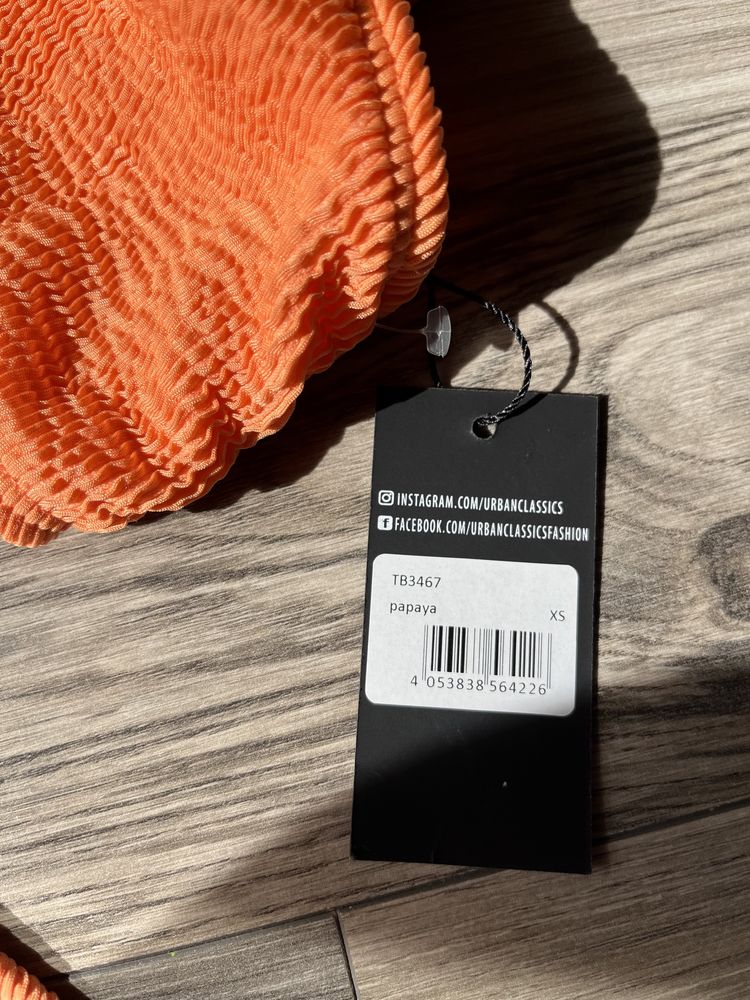 INSTAGRAM.COM/URBANCLASSICS
FACEBOOK.COM/URBANCLASSICSFASHION
TB3467
papaya XS
4 053838 564226